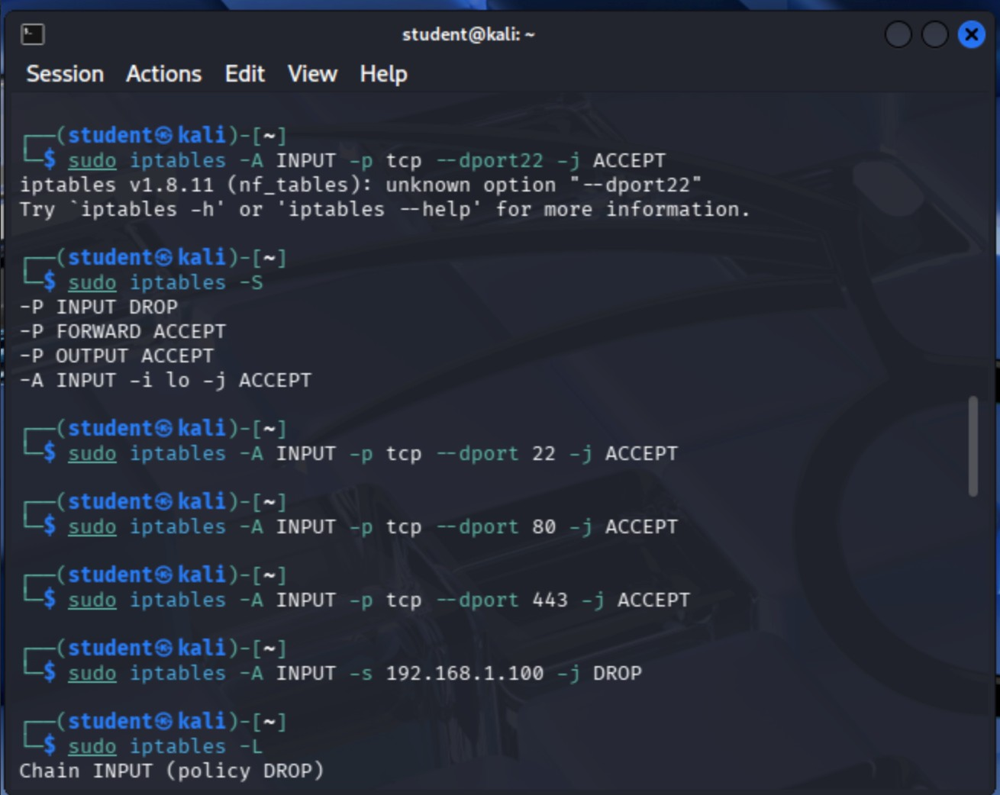 student@kali: ~
Session Actions Edit View Help
┌──(student㉿kali)-[~]
└─$ sudo iptables -A INPUT -p tcp --dport22 -j ACCEPT
iptables v1.8.11 (nf_tables): unknown option "--dport22"
Try `iptables -h' or 'iptables --help' for more information.
┌──(student㉿kali)-[~]
└─$ sudo iptables -S
-P INPUT DROP
-P FORWARD ACCEPT
-P OUTPUT ACCEPT
-A INPUT -i lo -j ACCEPT
┌──(student㉿kali)-[~]
└─$ sudo iptables -A INPUT -p tcp --dport 22 -j ACCEPT
┌──(student㉿kali)-[~]
└─$ sudo iptables -A INPUT -p tcp --dport 80 -j ACCEPT
┌──(student㉿kali)-[~]
└─$ sudo iptables -A INPUT -p tcp --dport 443 -j ACCEPT
┌──(student㉿kali)-[~]
└─$ sudo iptables -A INPUT -s 192.168.1.100 -j DROP
┌──(student㉿kali)-[~]
└─$ sudo iptables -L
Chain INPUT (policy DROP)